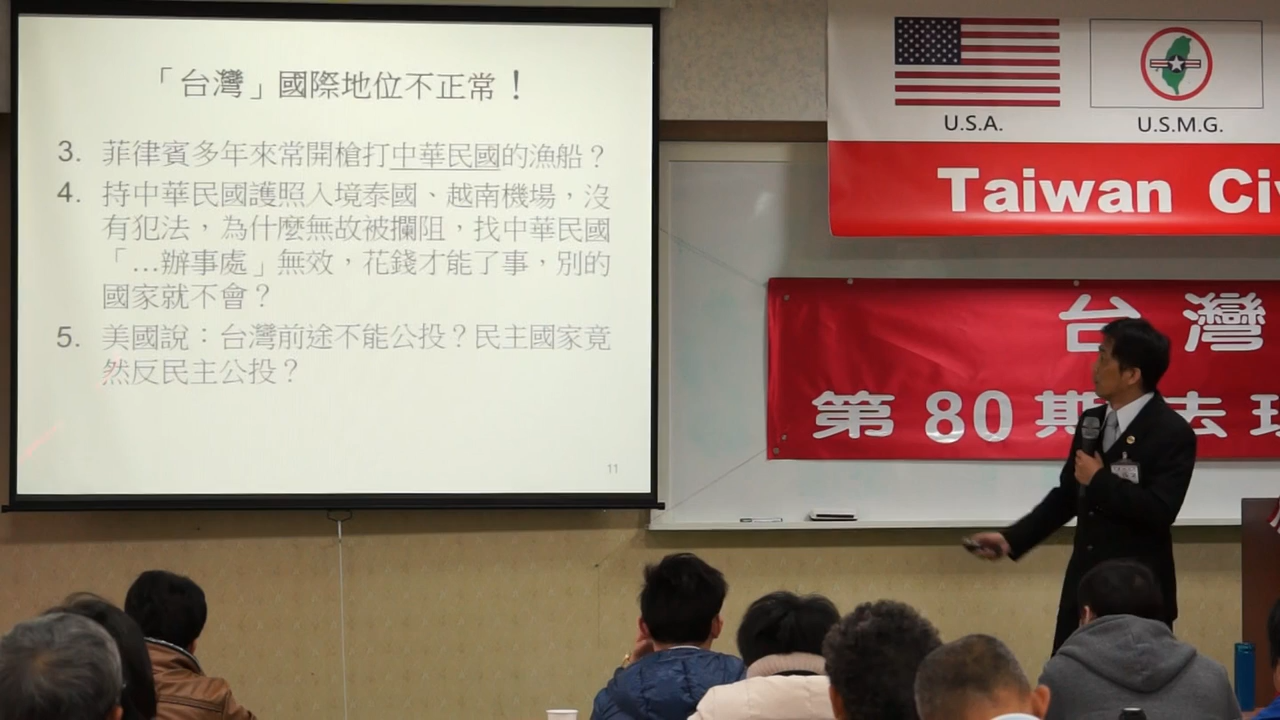 「台灣」國際地位不正常！
3. 菲律賓多年來常開槍打中華民國的漁船？
4. 持中華民國護照入境泰國、越南機場，沒
有犯法，為什麼無故被攔阻，找中華民國
「...辦事處」無效，花錢才能了事，別的
國家就不會？
5. 美國說：台灣前途不能公投？民主國家竟
然反民主公投？
11
U.S.A.
U.S.M.G.
Taiwan Ci
台灣
第80期 去